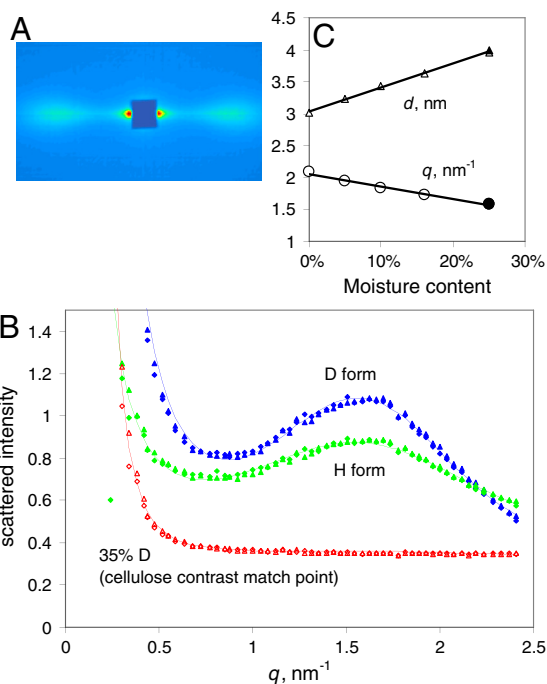 A
C
4.5
4
3.5
3
2.5
2
1.5
1
d, nm
q, nm⁻¹
0%
10%
20%
30%
Moisture content
B
scattered intensity
1.4
1.2
1
0.8
0.6
0.4
0.2
0
D form
H form
35% D
(cellulose contrast match point)
0
0.5
1
1.5
2
2.5
q, nm⁻¹